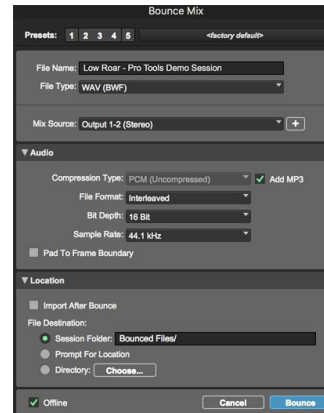 Bounce Mix
Presets: 1 2 3 4 5 <factory default>
File Name: Low Roar - Pro Tools Demo Session
File Type: WAV (BWF)
Mix Source: Output 1-2 (Stereo) +
Audio
Compression Type: PCM (Uncompressed) Add MP3
File Format: Interleaved
Bit Depth: 16 Bit
Sample Rate: 44.1 kHz
Pad To Frame Boundary
Location
Import After Bounce
File Destination:
Session Folder: Bounced Files/
Prompt For Location
Directory: Choose...
Offline Cancel Bounce